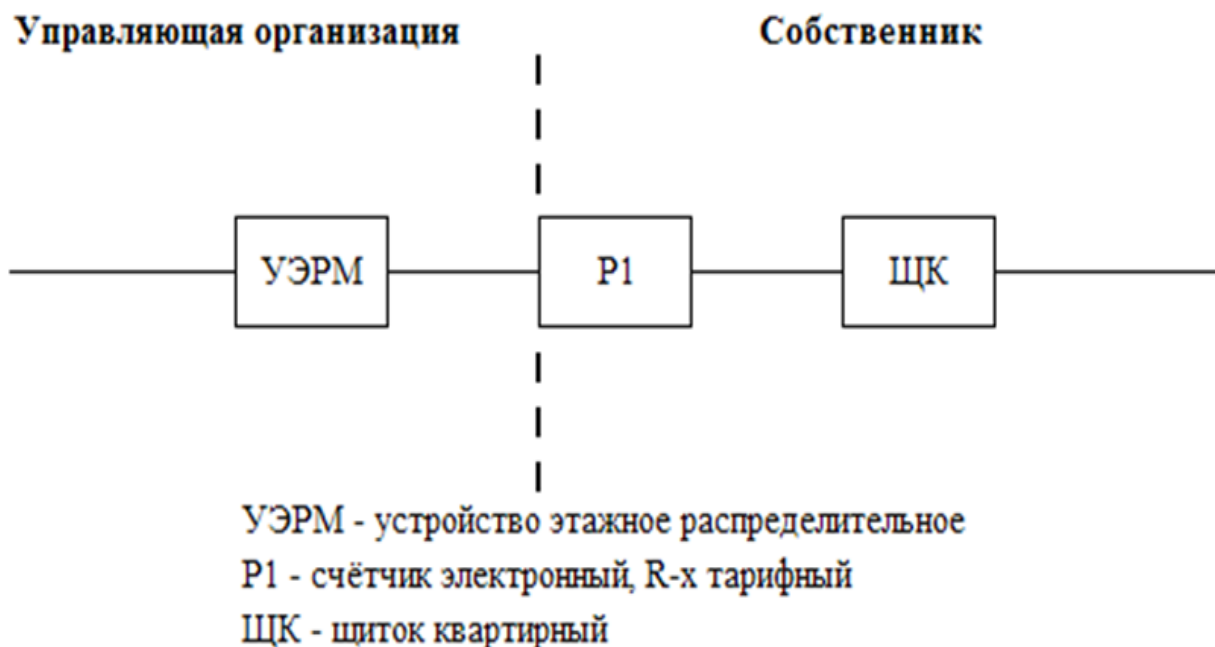 Управляющая организация
Собственник
УЭРМ
Р1
ЩК
УЭРМ - устройство этажное распределительное
Р1 - счётчик электронный, R-х тарифный
ЩК - щиток квартирный